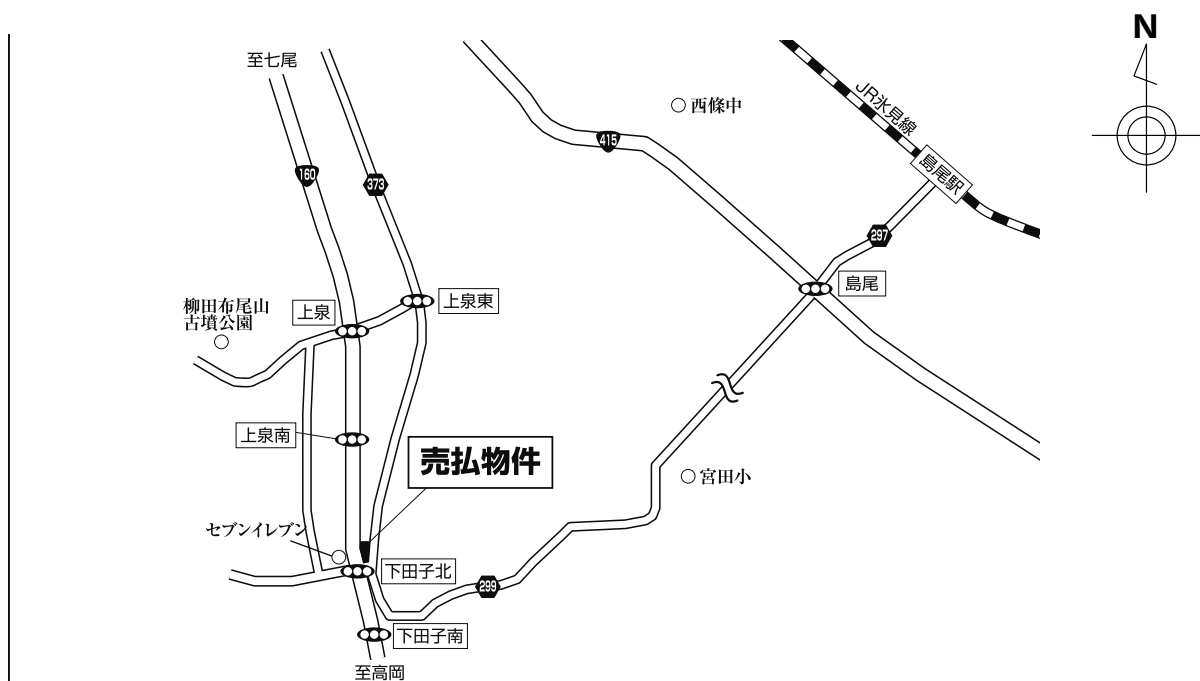 N
至七尾
西條中
JR氷見線
415
160
373
島尾駅
297
島尾
柳田布尾山
古墳公園
上泉
上泉東
上泉南
売払物件
宮田小
セブンイレブン
下田子北
299
下田子南
至高岡